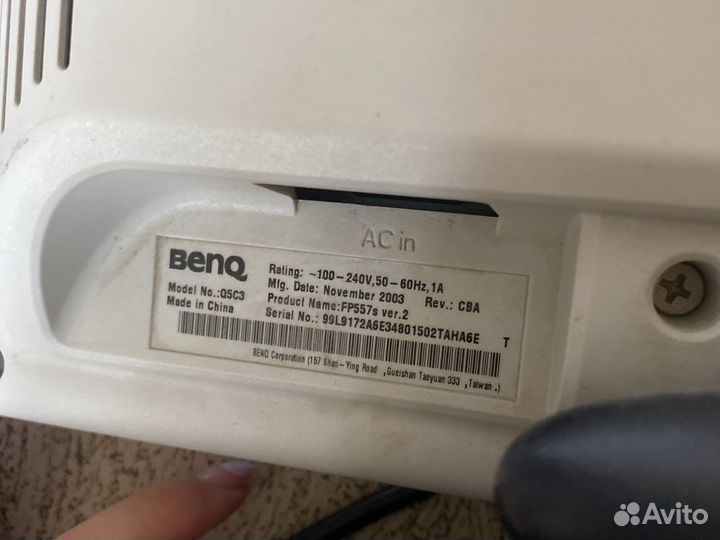 AC in
BenQ
Rating: ~100-240V,50-60Hz,1A
Model No.:Q5C3
Mfg. Date: November 2003 Rev.: CBA
Made in China
Product Name:FP557s ver.2
Serial No.: 99L9172A6E34801502TAHA6E T
BENQ Corporation (157 Shan-Ying Road ,Gueishan Taoyuan 333 ,Taiwan .)
Avito